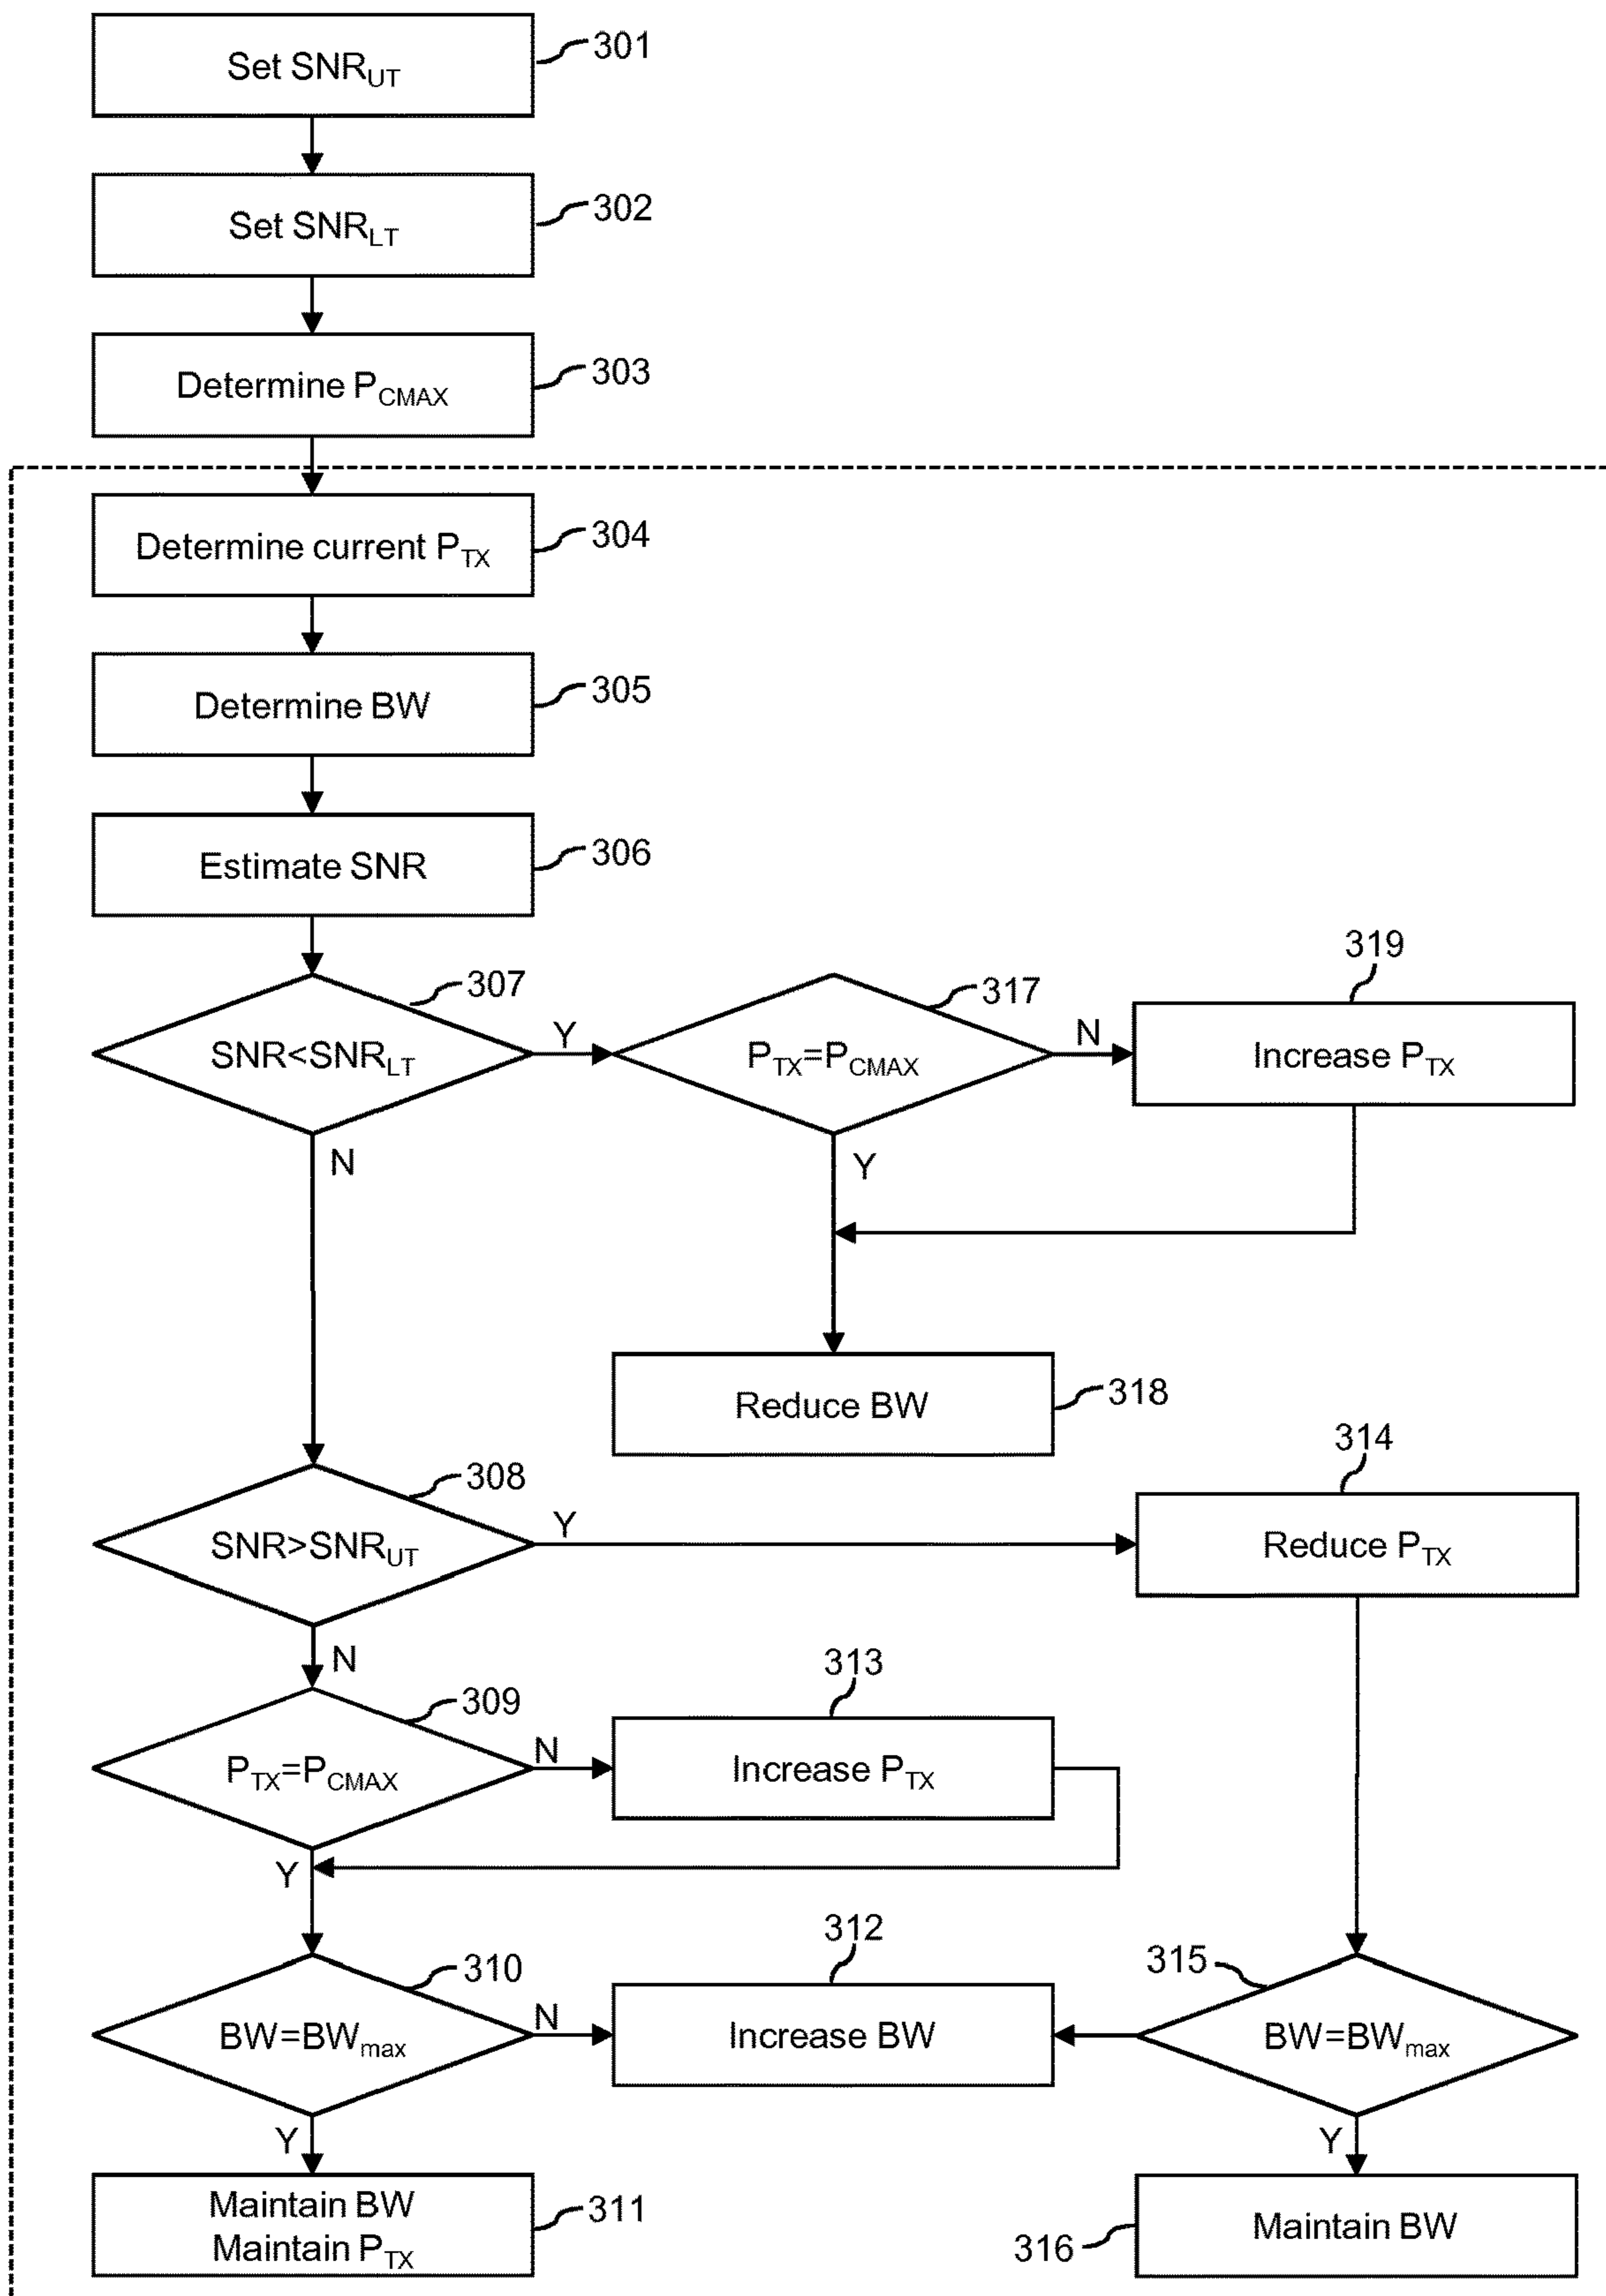 Set SNRUT
301
Set SNRLT
302
Determine PCMAX
303
Determine current PTX
304
Determine BW
305
Estimate SNR
306
SNR<SNRLT
307
Y
N
PTX=PCMAX
317
N
Y
Increase PTX
319
Reduce BW
318
SNR>SNRUT
308
Y
N
Reduce PTX
314
PTX=PCMAX
309
N
Y
Increase PTX
313
BW=BWmax
310
N
Y
Increase BW
312
BW=BWmax
315
Y
Maintain BW
Maintain PTX
311
Maintain BW
316